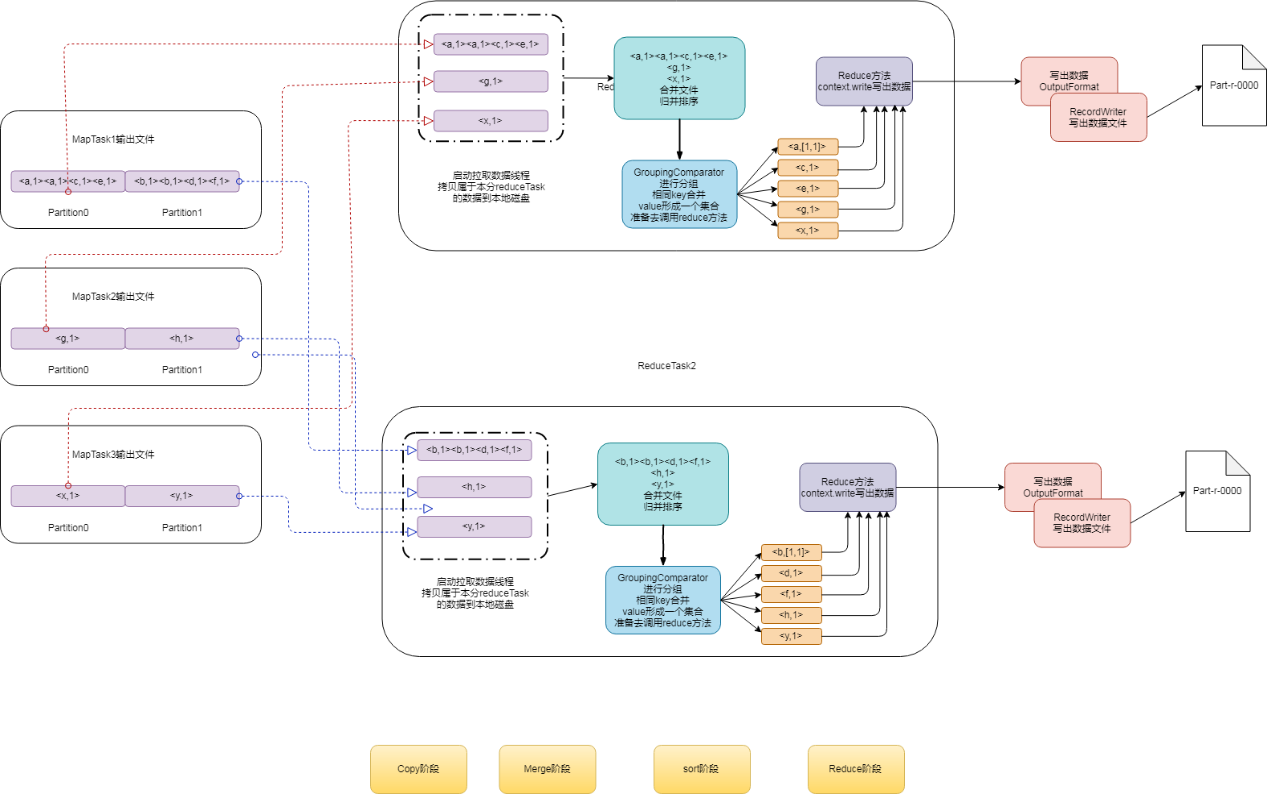 MapTask1输出文件
<a,1><a,1><c,1><e,1>
<b,1><b,1><d,1><f,1>
Partition0
Partition1
MapTask2输出文件
<g,1>
<h,1>
Partition0
Partition1
MapTask3输出文件
<x,1>
<y,1>
Partition0
Partition1
<a,1><a,1><c,1><e,1>
<g,1>
<x,1>
启动拉取数据线程
拷贝属于本分reduceTask
的数据到本地磁盘
Red
<a,1><a,1><c,1><e,1>
<g,1>
<x,1>
合并文件
归并排序
GroupingComparator
进行分组
相同key合并
value形成一个集合
准备去调用reduce方法
<a,[1,1]>
<c,1>
<e,1>
<g,1>
<x,1>
Reduce方法
context.write写出数据
写出数据
OutputFormat
RecordWriter
写出数据文件
Part-r-0000
ReduceTask2
<b,1><b,1><d,1><f,1>
<h,1>
<y,1>
启动拉取数据线程
拷贝属于本分reduceTask
的数据到本地磁盘
<b,1><b,1><d,1><f,1>
<h,1>
<y,1>
合并文件
归并排序
GroupingComparator
进行分组
相同key合并
value形成一个集合
准备去调用reduce方法
<b,[1,1]>
<d,1>
<f,1>
<h,1>
<y,1>
Reduce方法
context.write写出数据
写出数据
OutputFormat
RecordWriter
写出数据文件
Part-r-0000
Copy阶段
Merge阶段
sort阶段
Reduce阶段